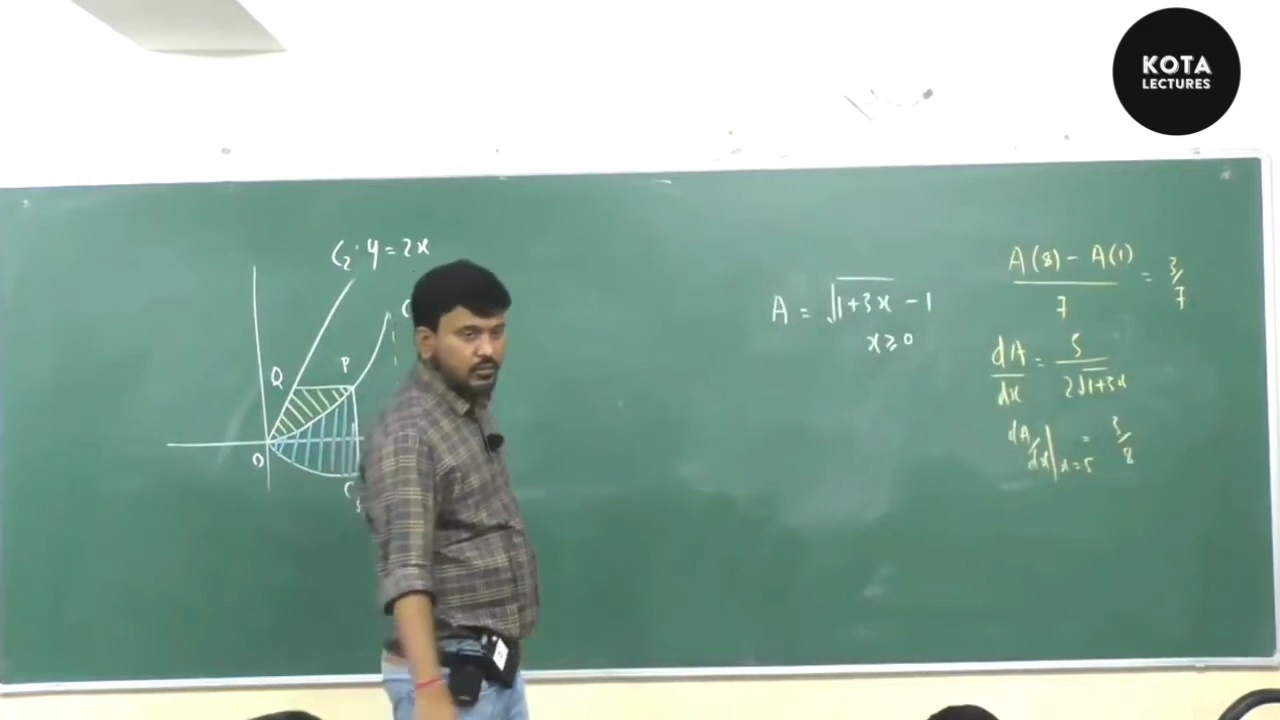 KOTA
LECTURES
C₂: y = 2x
Q
P
O
A = √(1+3x) - 1
x ≥ 0
A(8) - A(1)
7
= 3/7
dA/dx = 5/(2√(1+3x))
dA/dx | x=5 = 3/8